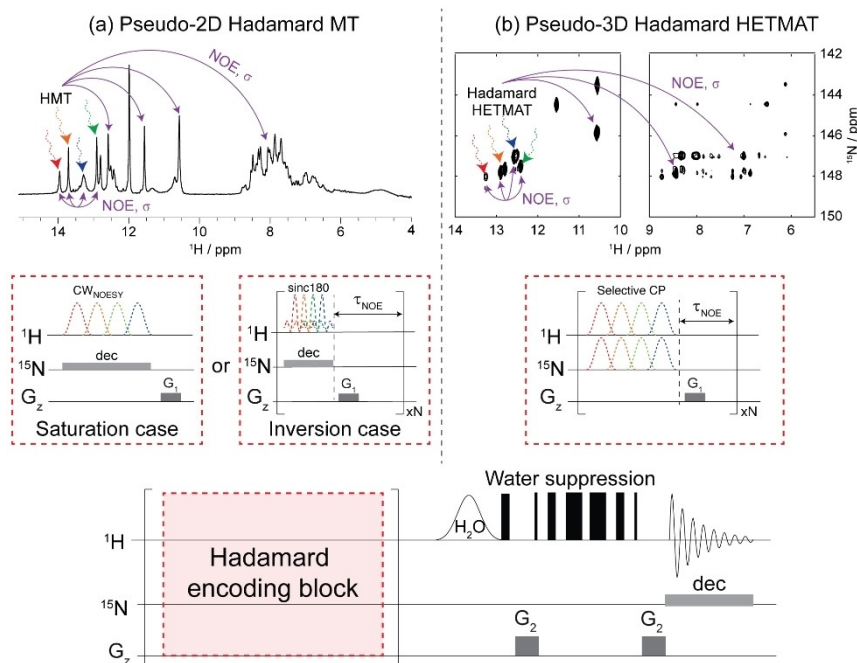 (a) Pseudo-2D Hadamard MT
(b) Pseudo-3D Hadamard HETMAT
NOE, σ
HMT
NOE, σ
14 12 10 8 6 4
¹H / ppm
Hadamard
HETMAT
NOE, σ
NOE, σ
142
144
146
148
150
¹⁵N / ppm
13 12 11 10 9 8 7 6
¹H / ppm
¹H / ppm
CW_NOESY
¹H
¹⁵N
dec
G_z
G₁
Saturation case
or
sinc180
τ_NOE
¹H
¹⁵N
dec
G_z
G₁
xN
Inversion case
Selective CP
τ_NOE
¹H
¹⁵N
G_z
G₁
xN
Water suppression
H₂O
¹H
Hadamard
encoding block
¹⁵N
dec
G_z
G₂
G₂